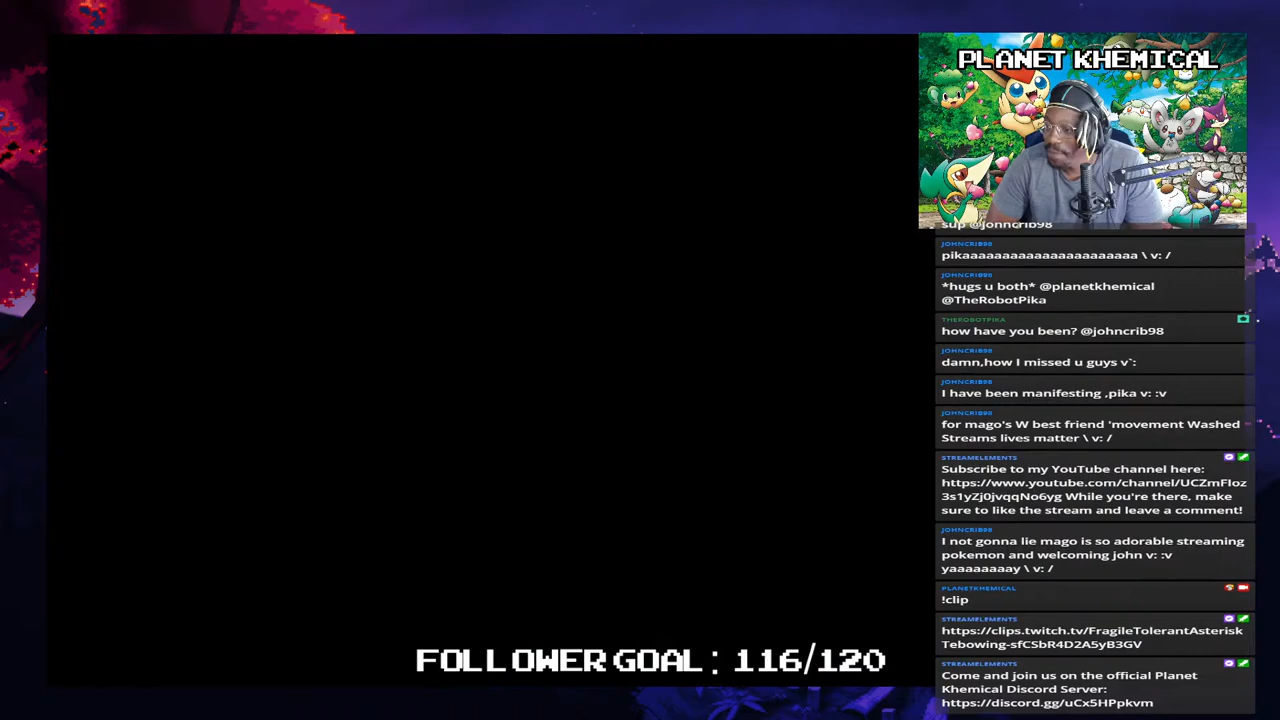 PLANET KHEMICAL
sup @johncrib98
JOHNCRIB98
pikaaaaaaaaaaaaaaaaaaaaaa \ v: /
JOHNCRIB98
*hugs u both* @planetkhemical
@TheRobotPika
THEROBOTPIKA
how have you been? @johncrib98
JOHNCRIB98
damn,how I missed u guys v`:
JOHNCRIB98
I have been manifesting ,pika v: :v
JOHNCRIB98
for mago's W best friend 'movement Washed
Streams lives matter \ v: /
STREAMELEMENTS
Subscribe to my YouTube channel here:
https://www.youtube.com/channel/UCZmFIoz
3s1yZj0jvqqNo6yg While you're there, make
sure to like the stream and leave a comment!
JOHNCRIB98
I not gonna lie mago is so adorable streaming
pokemon and welcoming john v: :v
yaaaaaaaay \ v: /
PLANETKHEMICAL
!clip
STREAMELEMENTS
https://clips.twitch.tv/FragileTolerantAsterisk
Tebowing-sfCSbR4D2A5yB3GV
STREAMELEMENTS
Come and join us on the official Planet
Khemical Discord Server:
https://discord.gg/uCx5HPpkvm
FOLLOWER GOAL: 116/120